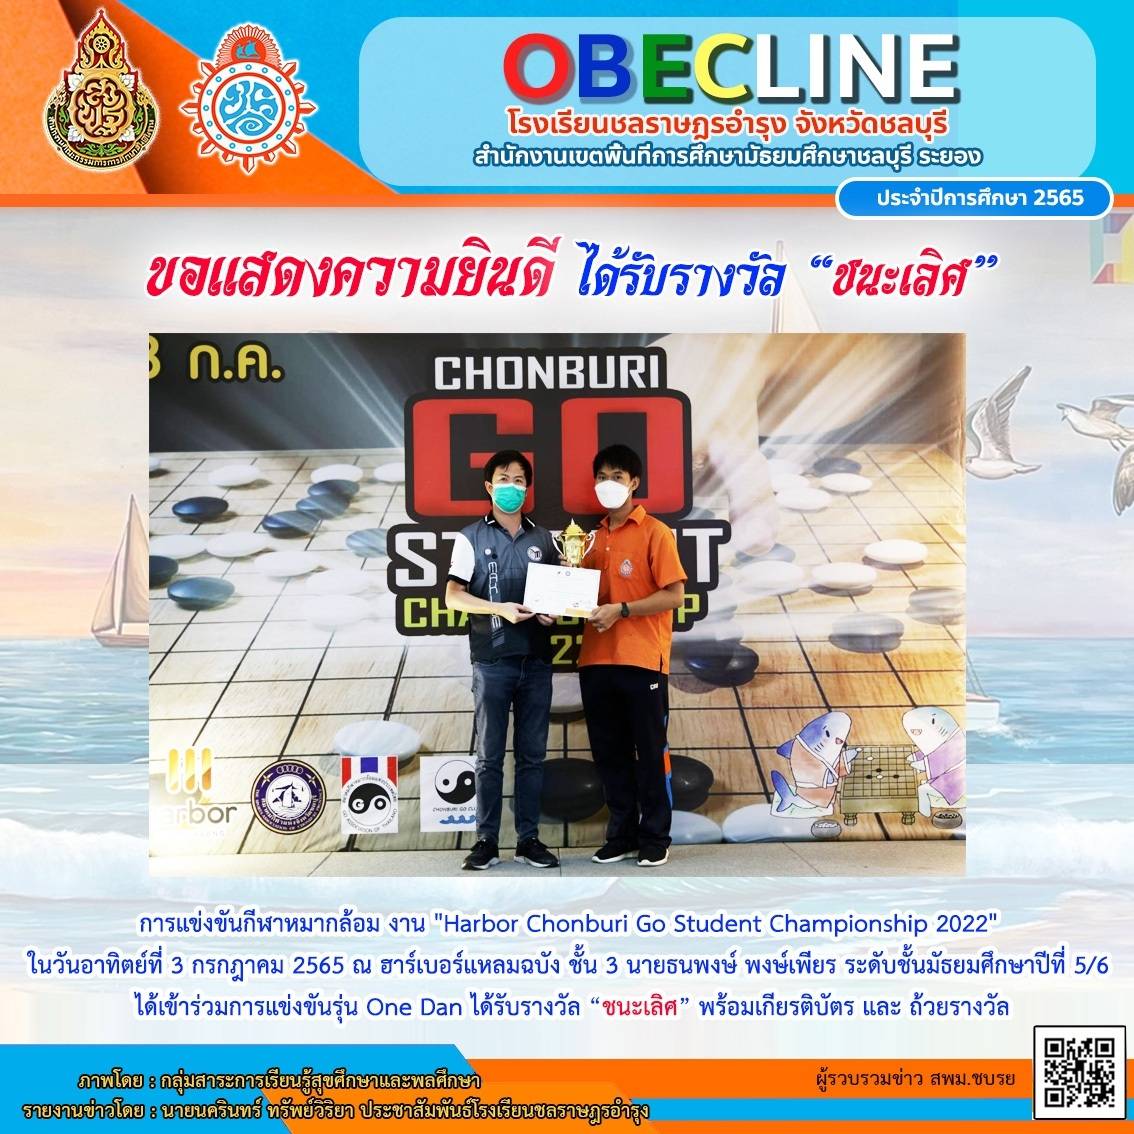 OBECLINE
โรงเรียนชลราษฎรอำรุง จังหวัดชลบุรี
สำนักงานเขตพื้นที่การศึกษามัธยมศึกษาชลบุรี ระยอง
ประจำปีการศึกษา 2565
ขอแสดงความยินดี ได้รับรางวัล “ชนะเลิศ”
3 ก.ค.
CHONBURI
GO
CHONBURI GO
GO ASSOCIATION OF THAILAND
การแข่งขันกีฬาหมากล้อม งาน "Harbor Chonburi Go Student Championship 2022"
ในวันอาทิตย์ที่ 3 กรกฎาคม 2565 ณ ฮาร์เบอร์แหลมฉบัง ชั้น 3 นายธนพงษ์ พงษ์เพียร ระดับชั้นมัธยมศึกษาปีที่ 5/6
ได้เข้าร่วมการแข่งขันรุ่น One Dan ได้รับรางวัล “ชนะเลิศ” พร้อมเกียรติบัตร และ ถ้วยรางวัล
ภาพโดย : กลุ่มสาระการเรียนรู้สุขศึกษาและพลศึกษา
ผู้รวบรวมข่าว สพม.ชบรย
รายงานข่าวโดย : นายนครินทร์ ทรัพย์วิริยา ประชาสัมพันธ์โรงเรียนชลราษฎรอำรุง